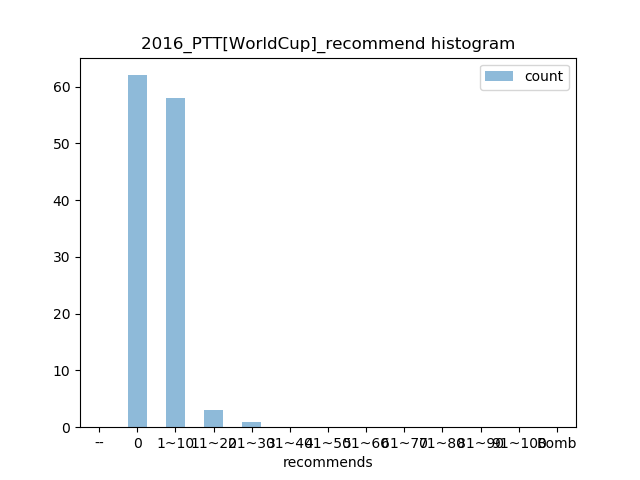 2016_PTT[WorldCup]_recommend histogram
count
60
50
40
30
20
10
0
-- 0 1~10 11~20 21~30 31~40 41~50 51~60 61~70 71~80 81~90 91~100 Bomb
recommends